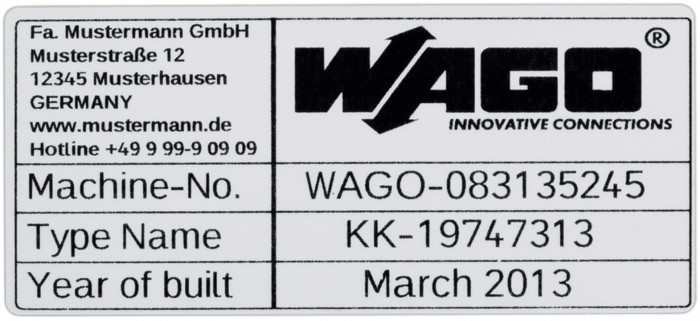 Fa. Mustermann GmbH
Musterstraße 12
12345 Musterhausen
GERMANY
www.mustermann.de
Hotline +49 9 99-9 09 09
WAGO®
INNOVATIVE CONNECTIONS
Machine-No. WAGO-083135245
Type Name KK-19747313
Year of built March 2013